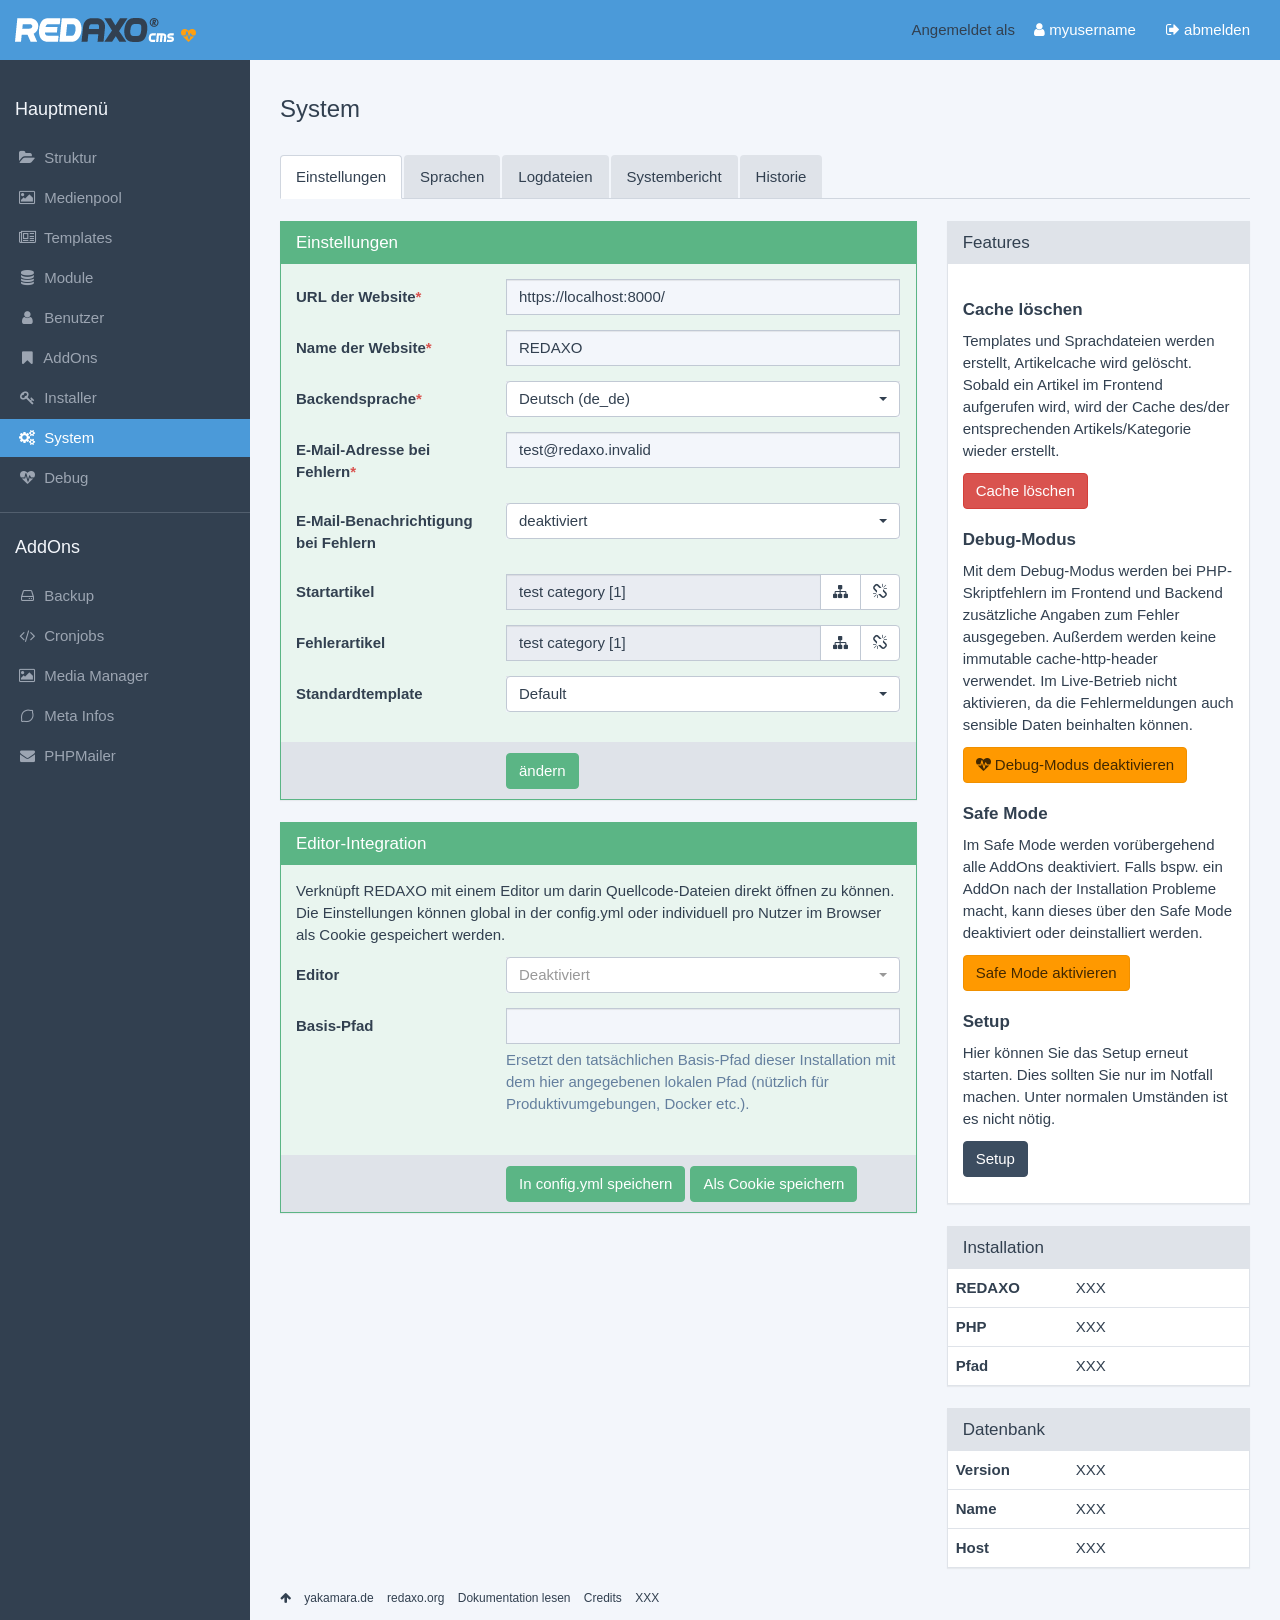 REDAXO® cms
Angemeldet als myusername abmelden
Hauptmenü
Struktur
Medienpool
Templates
Module
Benutzer
AddOns
Installer
System
Debug
AddOns
Backup
Cronjobs
Media Manager
Meta Infos
PHPMailer
System
Einstellungen Sprachen Logdateien Systembericht Historie
Einstellungen
URL der Website* https://localhost:8000/
Name der Website* REDAXO
Backendsprache* Deutsch (de_de)
E-Mail-Adresse bei
Fehlern*
test@redaxo.invalid
E-Mail-Benachrichtigung
bei Fehlern
deaktiviert
Startartikel test category [1]
Fehlerartikel test category [1]
Standardtemplate Default
ändern
Editor-Integration
Verknüpft REDAXO mit einem Editor um darin Quellcode-Dateien direkt öffnen zu können.
Die Einstellungen können global in der config.yml oder individuell pro Nutzer im Browser
als Cookie gespeichert werden.
Editor Deaktiviert
Basis-Pfad
Ersetzt den tatsächlichen Basis-Pfad dieser Installation mit
dem hier angegebenen lokalen Pfad (nützlich für
Produktivumgebungen, Docker etc.).
In config.yml speichern Als Cookie speichern
Features
Cache löschen
Templates und Sprachdateien werden
erstellt, Artikelcache wird gelöscht.
Sobald ein Artikel im Frontend
aufgerufen wird, wird der Cache des/der
entsprechenden Artikels/Kategorie
wieder erstellt.
Cache löschen
Debug-Modus
Mit dem Debug-Modus werden bei PHP-
Skriptfehlern im Frontend und Backend
zusätzliche Angaben zum Fehler
ausgegeben. Außerdem werden keine
immutable cache-http-header
verwendet. Im Live-Betrieb nicht
aktivieren, da die Fehlermeldungen auch
sensible Daten beinhalten können.
Debug-Modus deaktivieren
Safe Mode
Im Safe Mode werden vorübergehend
alle AddOns deaktiviert. Falls bspw. ein
AddOn nach der Installation Probleme
macht, kann dieses über den Safe Mode
deaktiviert oder deinstalliert werden.
Safe Mode aktivieren
Setup
Hier können Sie das Setup erneut
starten. Dies sollten Sie nur im Notfall
machen. Unter normalen Umständen ist
es nicht nötig.
Setup
Installation
REDAXO XXX
PHP XXX
Pfad XXX
Datenbank
Version XXX
Name XXX
Host XXX
yakamara.de redaxo.org Dokumentation lesen Credits XXX